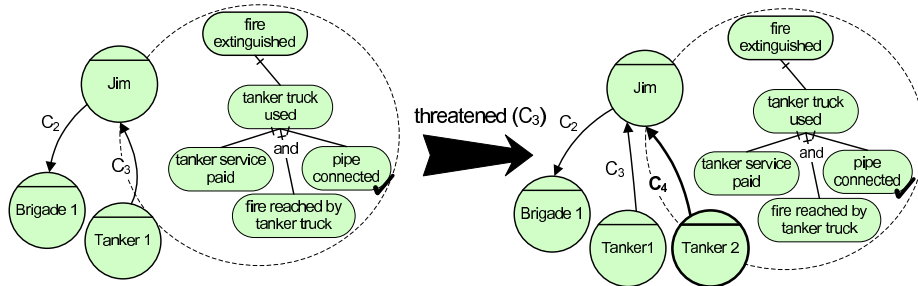 fire
extinguished
Jim
tanker truck
used
C2
and
C3
tanker service
paid
pipe
connected
Brigade 1
fire reached by
tanker truck
Tanker 1
threatened (C3)
fire
extinguished
Jim
tanker truck
used
C2
and
C3
C4
tanker service
paid
pipe
connected
Brigade 1
fire reached by
tanker truck
Tanker1
Tanker 2